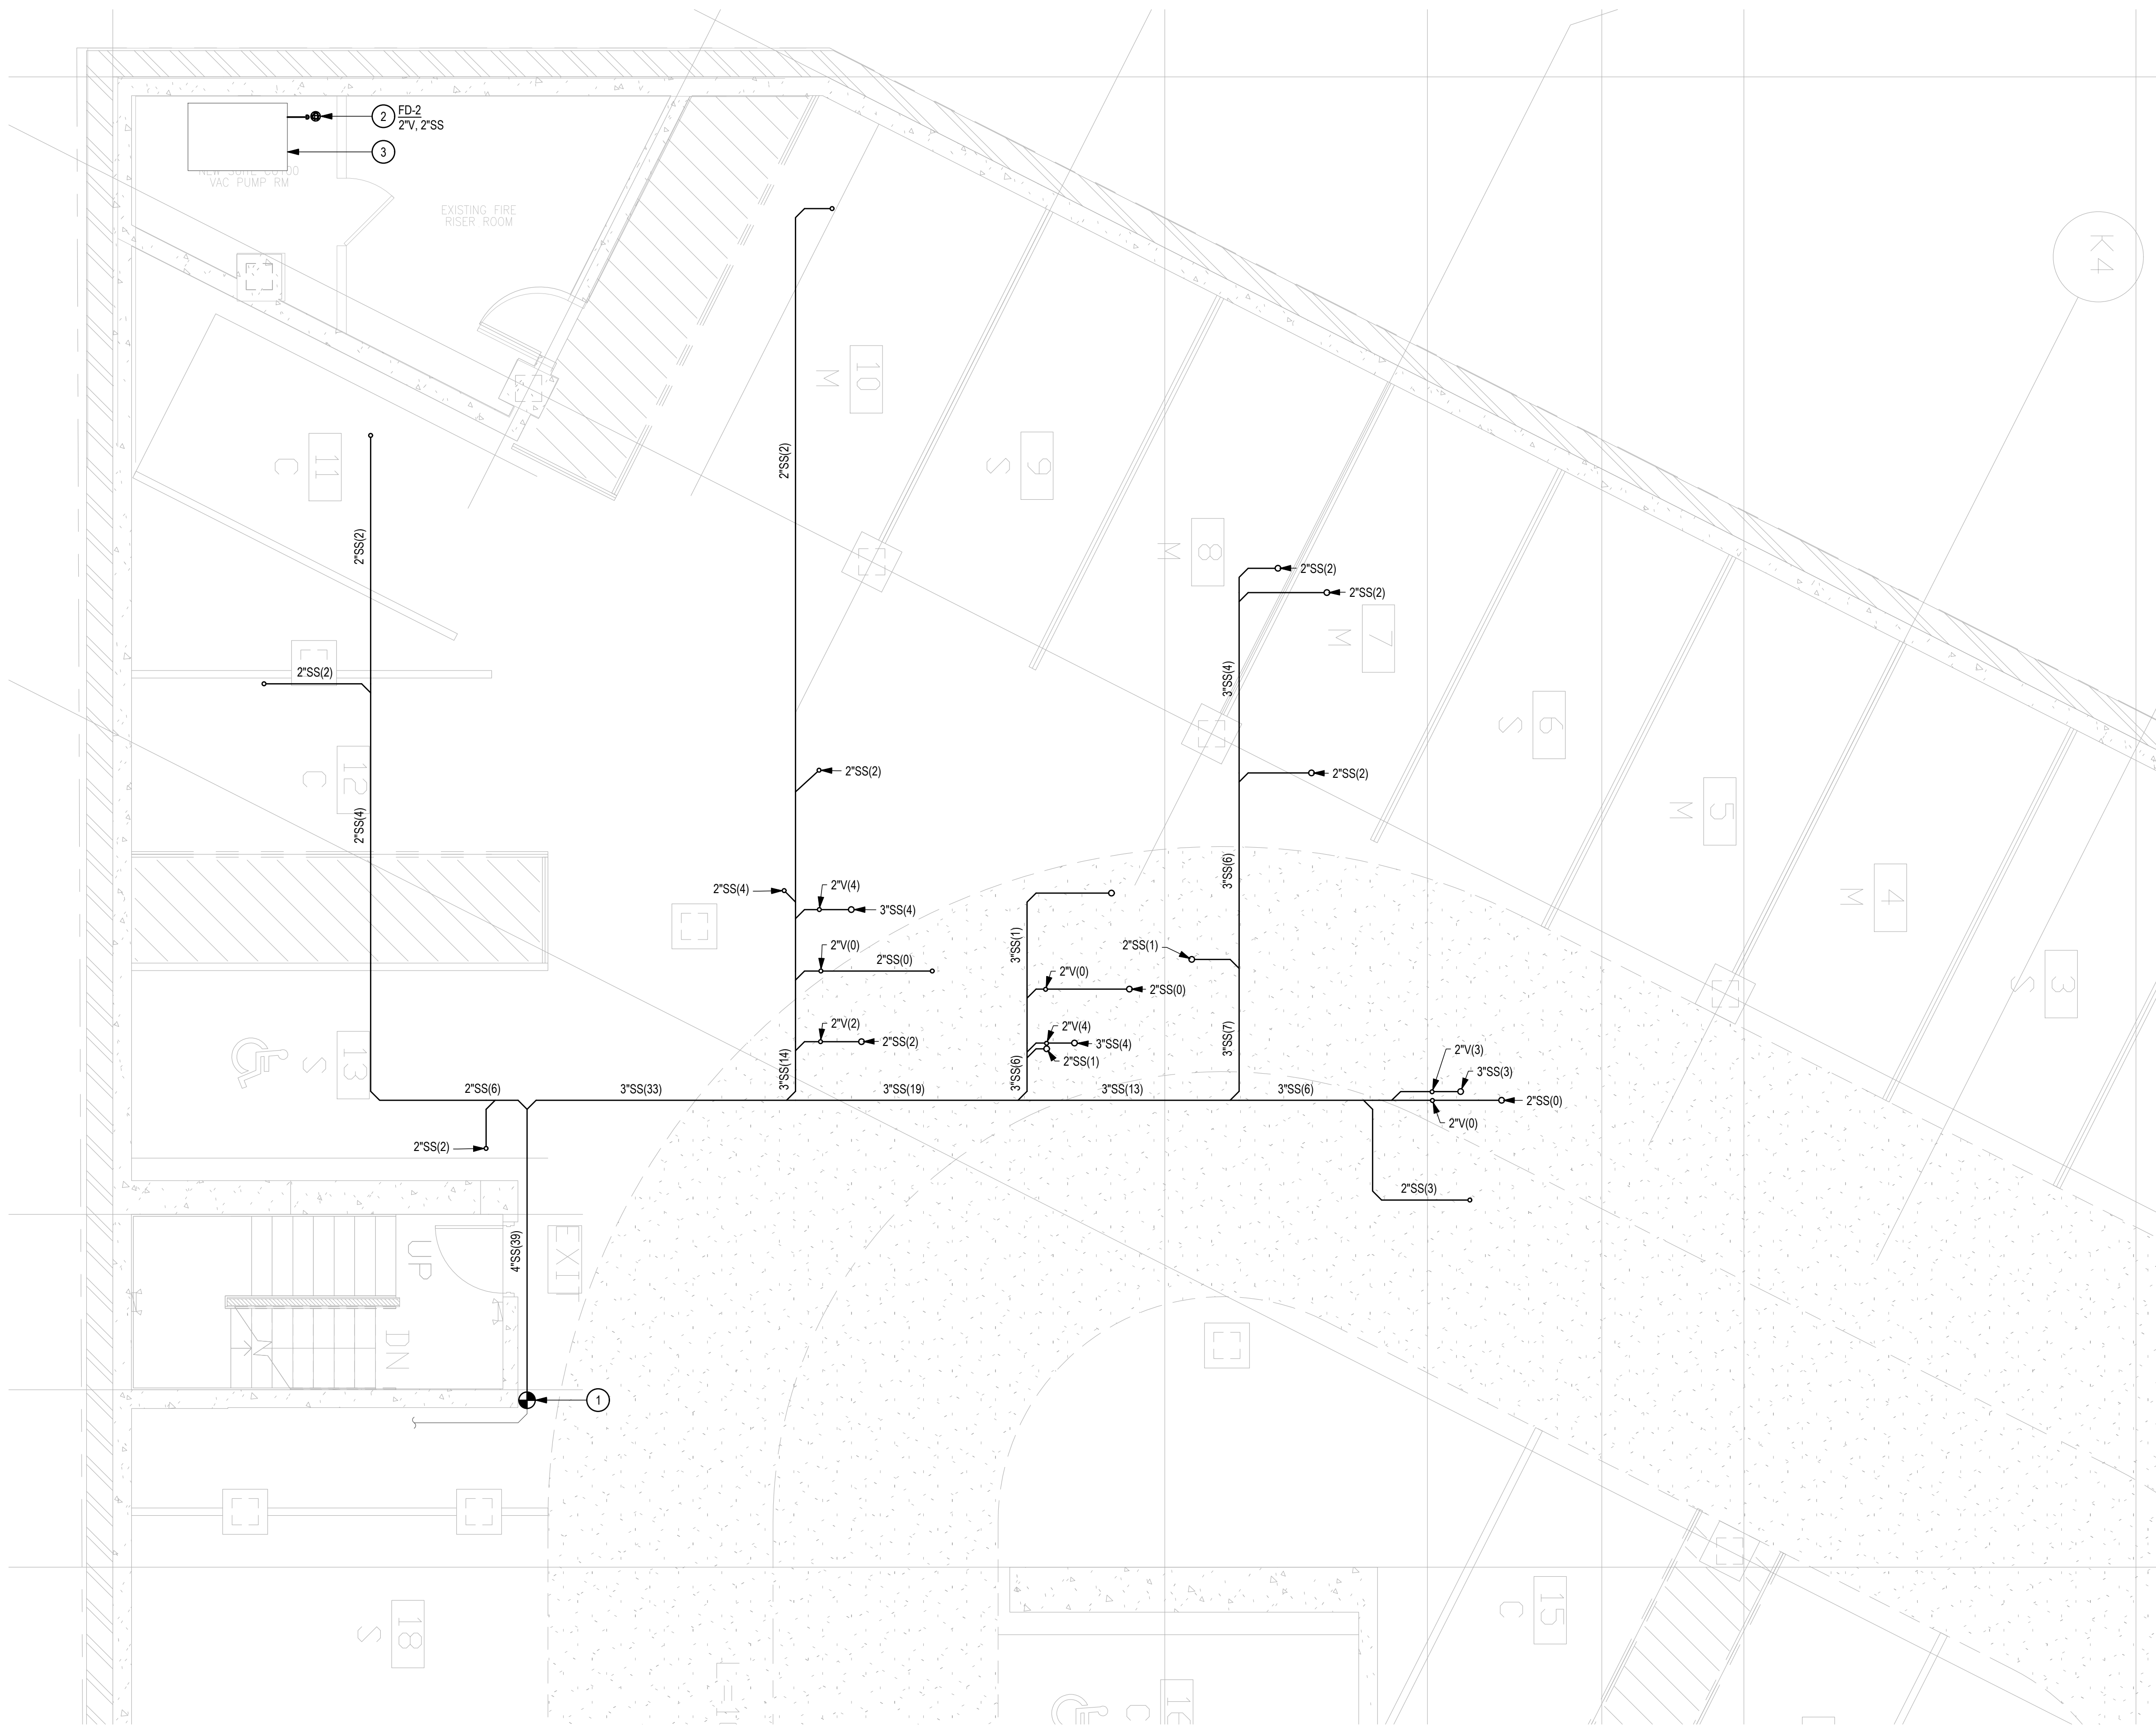 2
FD-2
2"V, 2"SS
3
VAC PUMP RM
EXISTING FIRE
RISER ROOM
K4
10
M
11
C
2"SS(2)
9
S
2"SS(2)
8
M
2"SS(2)
2"SS(2)
7
M
2"SS(2)
3"SS(4)
6
S
12
C
2"SS(2)
2"SS(2)
5
M
2"SS(4)
3"SS(6)
2"SS(4)
2"V(4)
3"SS(4)
4
M
2"V(0)
2"SS(0)
3"SS(1)
2"SS(1)
2"V(0)
2"SS(0)
3
S
2"V(2)
2"SS(2)
2"V(4)
3"SS(4)
2"SS(1)
3"SS(7)
13
S
3"SS(14)
3"SS(6)
2"V(3)
3"SS(3)
2"SS(6)
3"SS(33)
3"SS(19)
3"SS(13)
3"SS(6)
2"SS(0)
2"V(0)
2"SS(2)
2"SS(3)
4"SS(39)
UP
DN
1
15
C
18
S
C